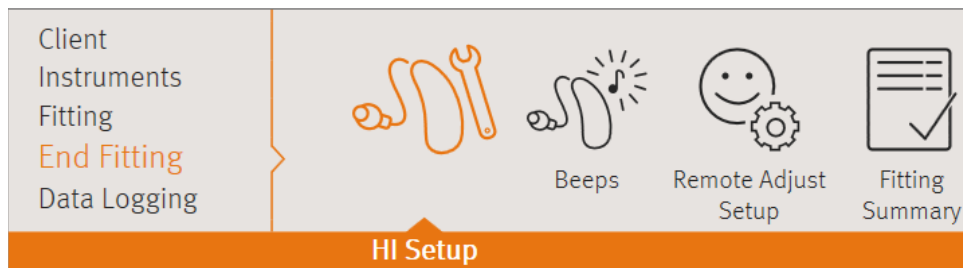 Client
Instruments
Fitting
End Fitting
Data Logging
Beeps
Remote Adjust
Setup
Fitting
Summary
HI Setup